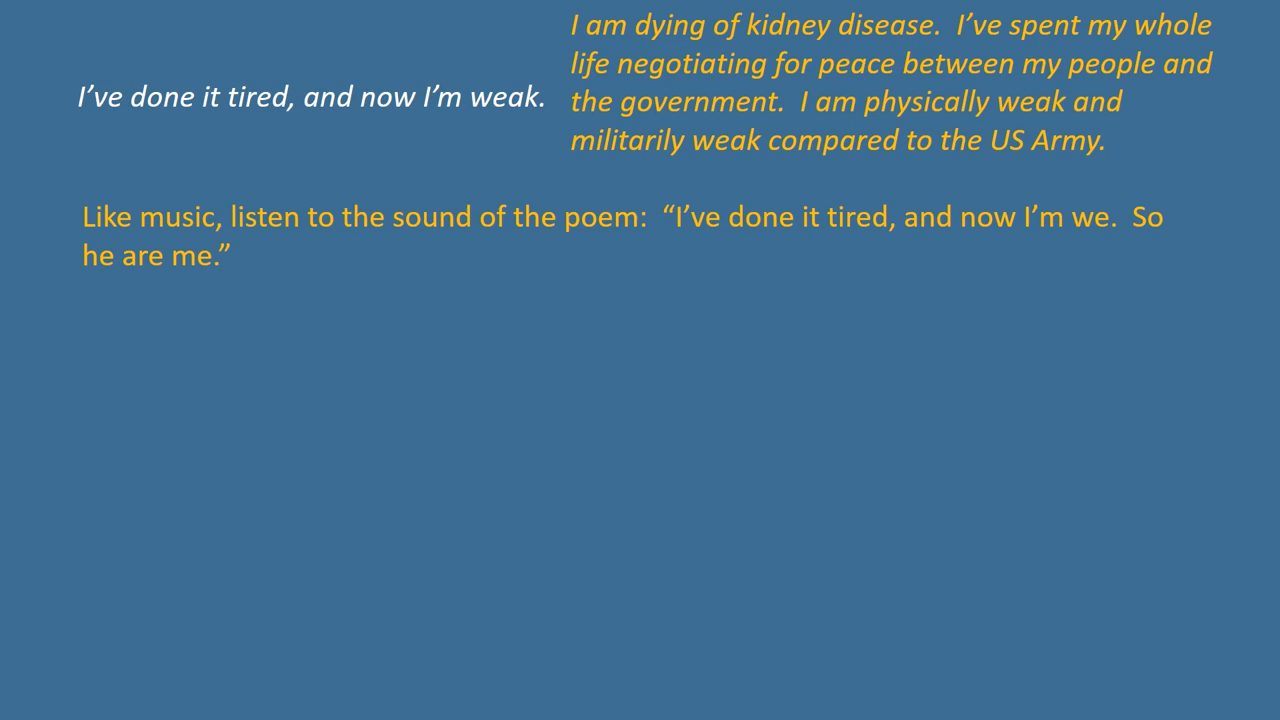 I’ve done it tired, and now I’m weak.
I am dying of kidney disease.  I’ve spent my whole
life negotiating for peace between my people and
the government.  I am physically weak and
militarily weak compared to the US Army.
Like music, listen to the sound of the poem:  “I’ve done it tired, and now I’m we.  So
he are me.”